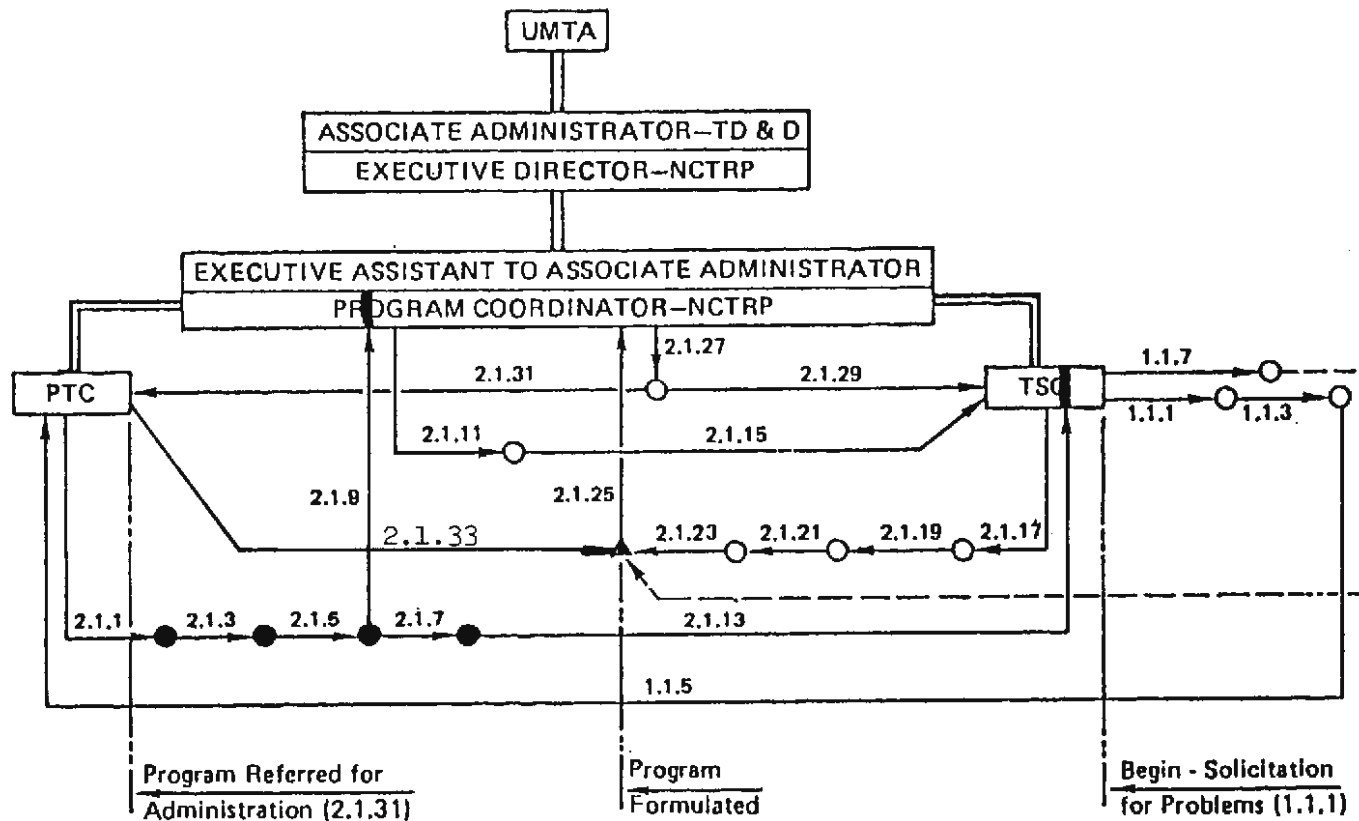 UMTA
ASSOCIATE ADMINISTRATOR–TD & D
EXECUTIVE DIRECTOR–NCTRP
EXECUTIVE ASSISTANT TO ASSOCIATE ADMINISTRATOR
PROGRAM COORDINATOR–NCTRP
2.1.27
1.1.7
2.1.31
2.1.29
PTC
TSC
1.1.1
1.1.3
2.1.11
2.1.15
2.1.9
2.1.25
2.1.33
2.1.23
2.1.21
2.1.19
2.1.17
2.1.1
2.1.3
2.1.5
2.1.7
2.1.13
1.1.5
Program Referred for
Administration (2.1.31)
Program
Formulated
Begin - Solicitation
for Problems (1.1.1)